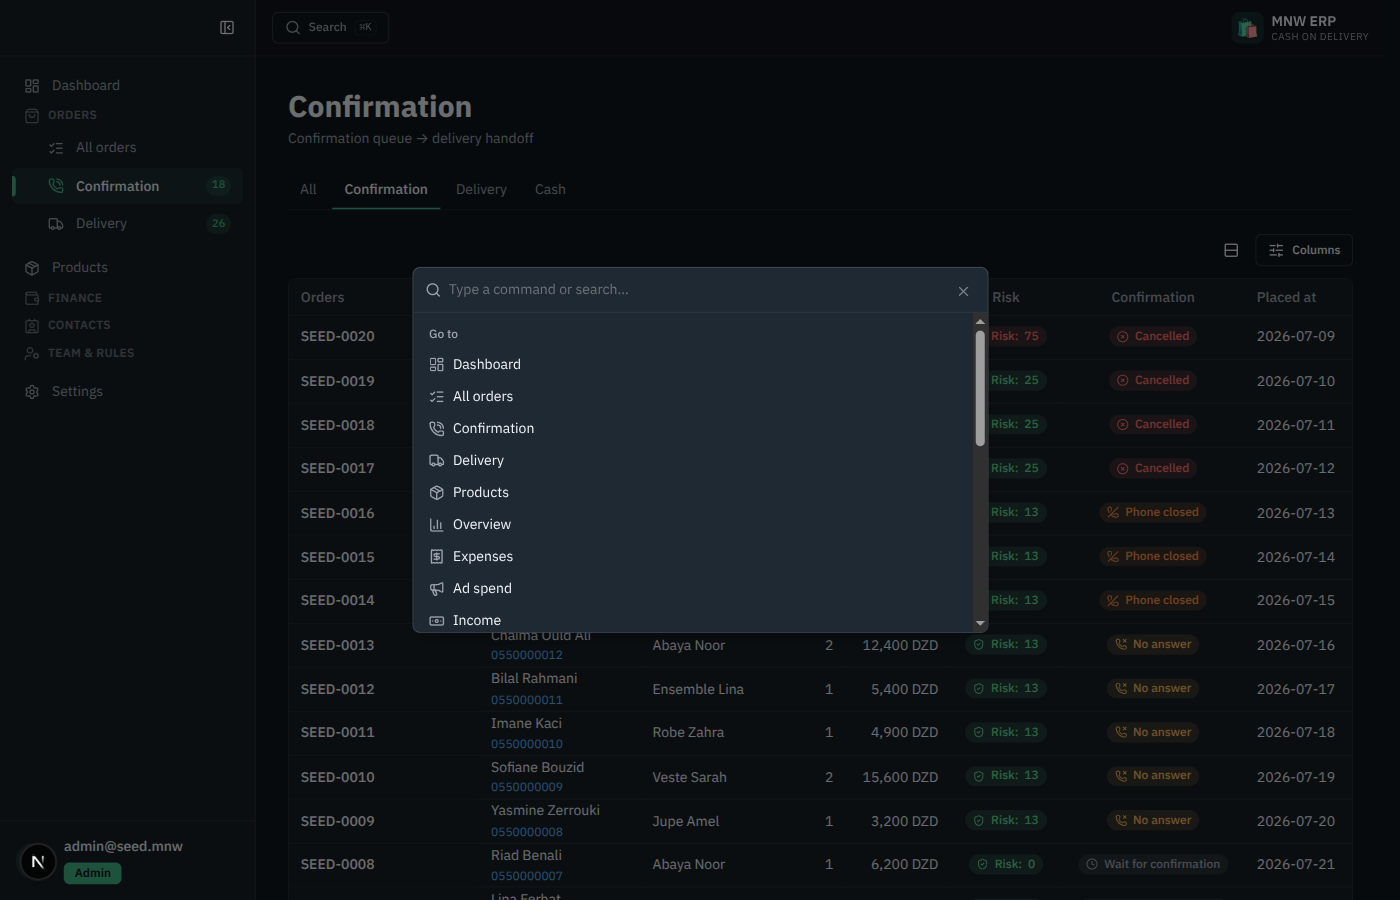 Search ⌘K
MNW ERP
CASH ON DELIVERY
Dashboard
ORDERS
All orders
Confirmation 18
Delivery 26
Products
FINANCE
CONTACTS
TEAM & RULES
Settings
admin@seed.mnw
Admin
N
Confirmation
Confirmation queue → delivery handoff
All Confirmation Delivery Cash
Columns
Type a command or search...
Go to
Dashboard
All orders
Confirmation
Delivery
Products
Overview
Expenses
Ad spend
Income
Orders Risk Confirmation Placed at
SEED-0020 Risk: 75 Cancelled 2026-07-09
SEED-0019 Risk: 25 Cancelled 2026-07-10
SEED-0018 Risk: 25 Cancelled 2026-07-11
SEED-0017 Risk: 25 Cancelled 2026-07-12
SEED-0016 Risk: 13 Phone closed 2026-07-13
SEED-0015 Risk: 13 Phone closed 2026-07-14
SEED-0014 Risk: 13 Phone closed 2026-07-15
Chaima Ould Ali
SEED-0013 Abaya Noor 2 12,400 DZD Risk: 13 No answer 2026-07-16
0550000012
Bilal Rahmani
SEED-0012 Ensemble Lina 1 5,400 DZD Risk: 13 No answer 2026-07-17
0550000011
Imane Kaci
SEED-0011 Robe Zahra 1 4,900 DZD Risk: 13 No answer 2026-07-18
0550000010
Sofiane Bouzid
SEED-0010 Veste Sarah 2 15,600 DZD Risk: 13 No answer 2026-07-19
0550000009
Yasmine Zerrouki
SEED-0009 Jupe Amel 1 3,200 DZD Risk: 13 No answer 2026-07-20
0550000008
Riad Benali
SEED-0008 Abaya Noor 1 6,200 DZD Risk: 0 Wait for confirmation 2026-07-21
0550000007